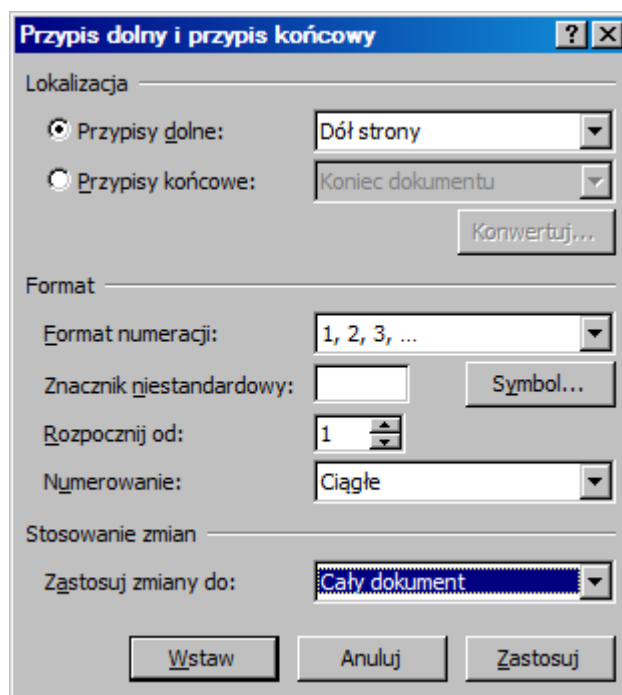 Przypis dolny i przypis końcowy
Lokalizacja
Przypisy dolne: Dół strony
Przypisy końcowe: Koniec dokumentu
Konwertuj...
Format
Format numeracji: 1, 2, 3, ...
Znacznik niestandardowy: Symbol...
Rozpocznij od: 1
Numerowanie: Ciągłe
Stosowanie zmian
Zastosuj zmiany do: Cały dokument
Wstaw Anuluj Zastosuj